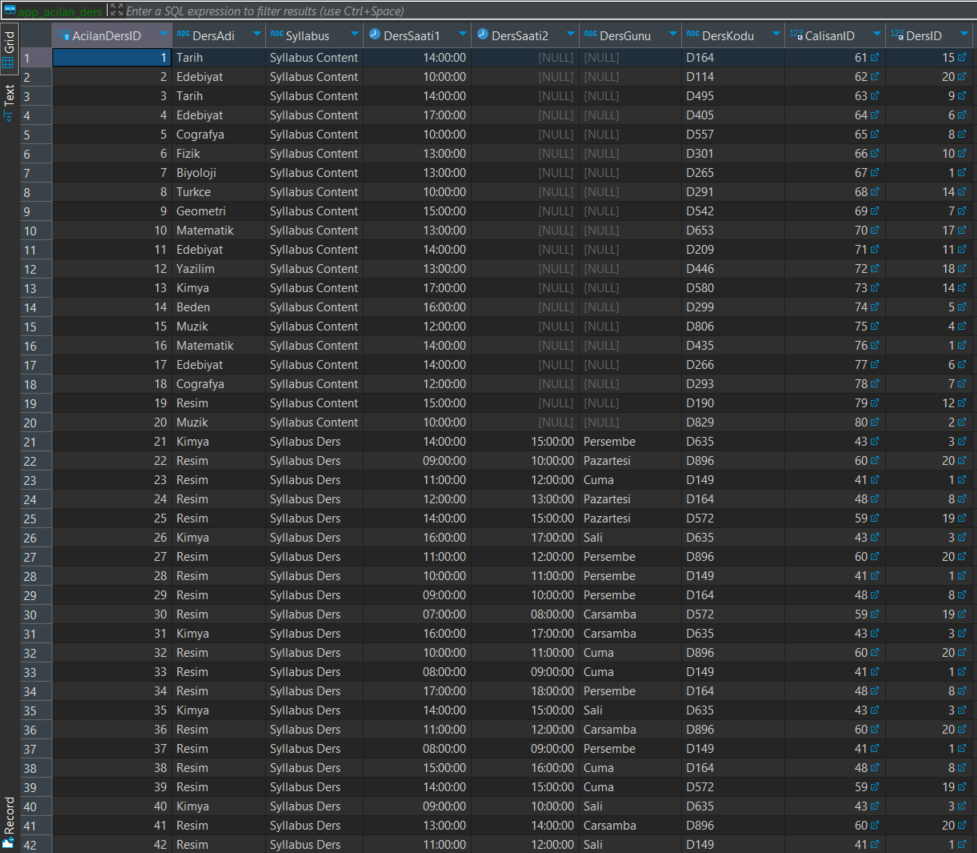 app_acilan_ders Enter a SQL expression to filter results (use Ctrl+Space)
Grid
Text
Record
AcilanDersID ABC DersAdi ABC Syllabus DersSaati1 DersSaati2 ABC DersGunu ABC DersKodu 123 CalisanID 123 DersID
1 1 Tarih Syllabus Content 14:00:00 [NULL] [NULL] D164 61 15
2 2 Edebiyat Syllabus Content 10:00:00 [NULL] [NULL] D114 62 20
3 3 Tarih Syllabus Content 14:00:00 [NULL] [NULL] D495 63 9
4 4 Edebiyat Syllabus Content 17:00:00 [NULL] [NULL] D405 64 6
5 5 Cografya Syllabus Content 10:00:00 [NULL] [NULL] D557 65 8
6 6 Fizik Syllabus Content 13:00:00 [NULL] [NULL] D301 66 10
7 7 Biyoloji Syllabus Content 13:00:00 [NULL] [NULL] D265 67 1
8 8 Turkce Syllabus Content 10:00:00 [NULL] [NULL] D291 68 14
9 9 Geometri Syllabus Content 15:00:00 [NULL] [NULL] D542 69 7
10 10 Matematik Syllabus Content 13:00:00 [NULL] [NULL] D653 70 17
11 11 Edebiyat Syllabus Content 14:00:00 [NULL] [NULL] D209 71 11
12 12 Yazilim Syllabus Content 13:00:00 [NULL] [NULL] D446 72 18
13 13 Kimya Syllabus Content 17:00:00 [NULL] [NULL] D580 73 14
14 14 Beden Syllabus Content 16:00:00 [NULL] [NULL] D299 74 5
15 15 Muzik Syllabus Content 12:00:00 [NULL] [NULL] D806 75 4
16 16 Matematik Syllabus Content 14:00:00 [NULL] [NULL] D435 76 1
17 17 Edebiyat Syllabus Content 14:00:00 [NULL] [NULL] D266 77 6
18 18 Cografya Syllabus Content 12:00:00 [NULL] [NULL] D293 78 7
19 19 Resim Syllabus Content 15:00:00 [NULL] [NULL] D190 79 12
20 20 Muzik Syllabus Content 10:00:00 [NULL] [NULL] D829 80 2
21 21 Kimya Syllabus Ders 14:00:00 15:00:00 Persembe D635 43 3
22 22 Resim Syllabus Ders 09:00:00 10:00:00 Pazartesi D896 60 20
23 23 Resim Syllabus Ders 11:00:00 12:00:00 Cuma D149 41 1
24 24 Resim Syllabus Ders 12:00:00 13:00:00 Pazartesi D164 48 8
25 25 Resim Syllabus Ders 14:00:00 15:00:00 Pazartesi D572 59 19
26 26 Kimya Syllabus Ders 16:00:00 17:00:00 Sali D635 43 3
27 27 Resim Syllabus Ders 11:00:00 12:00:00 Persembe D896 60 20
28 28 Resim Syllabus Ders 10:00:00 11:00:00 Persembe D149 41 1
29 29 Resim Syllabus Ders 09:00:00 10:00:00 Persembe D164 48 8
30 30 Resim Syllabus Ders 07:00:00 08:00:00 Carsamba D572 59 19
31 31 Kimya Syllabus Ders 16:00:00 17:00:00 Carsamba D635 43 3
32 32 Resim Syllabus Ders 10:00:00 11:00:00 Cuma D896 60 20
33 33 Resim Syllabus Ders 08:00:00 09:00:00 Cuma D149 41 1
34 34 Resim Syllabus Ders 17:00:00 18:00:00 Persembe D164 48 8
35 35 Kimya Syllabus Ders 14:00:00 15:00:00 Sali D635 43 3
36 36 Resim Syllabus Ders 11:00:00 12:00:00 Carsamba D896 60 20
37 37 Resim Syllabus Ders 08:00:00 09:00:00 Persembe D149 41 1
38 38 Resim Syllabus Ders 15:00:00 16:00:00 Cuma D164 48 8
39 39 Resim Syllabus Ders 14:00:00 15:00:00 Cuma D572 59 19
40 40 Kimya Syllabus Ders 09:00:00 10:00:00 Sali D635 43 3
41 41 Resim Syllabus Ders 13:00:00 14:00:00 Carsamba D896 60 20
42 42 Resim Syllabus Ders 11:00:00 12:00:00 Sali D149 41 1